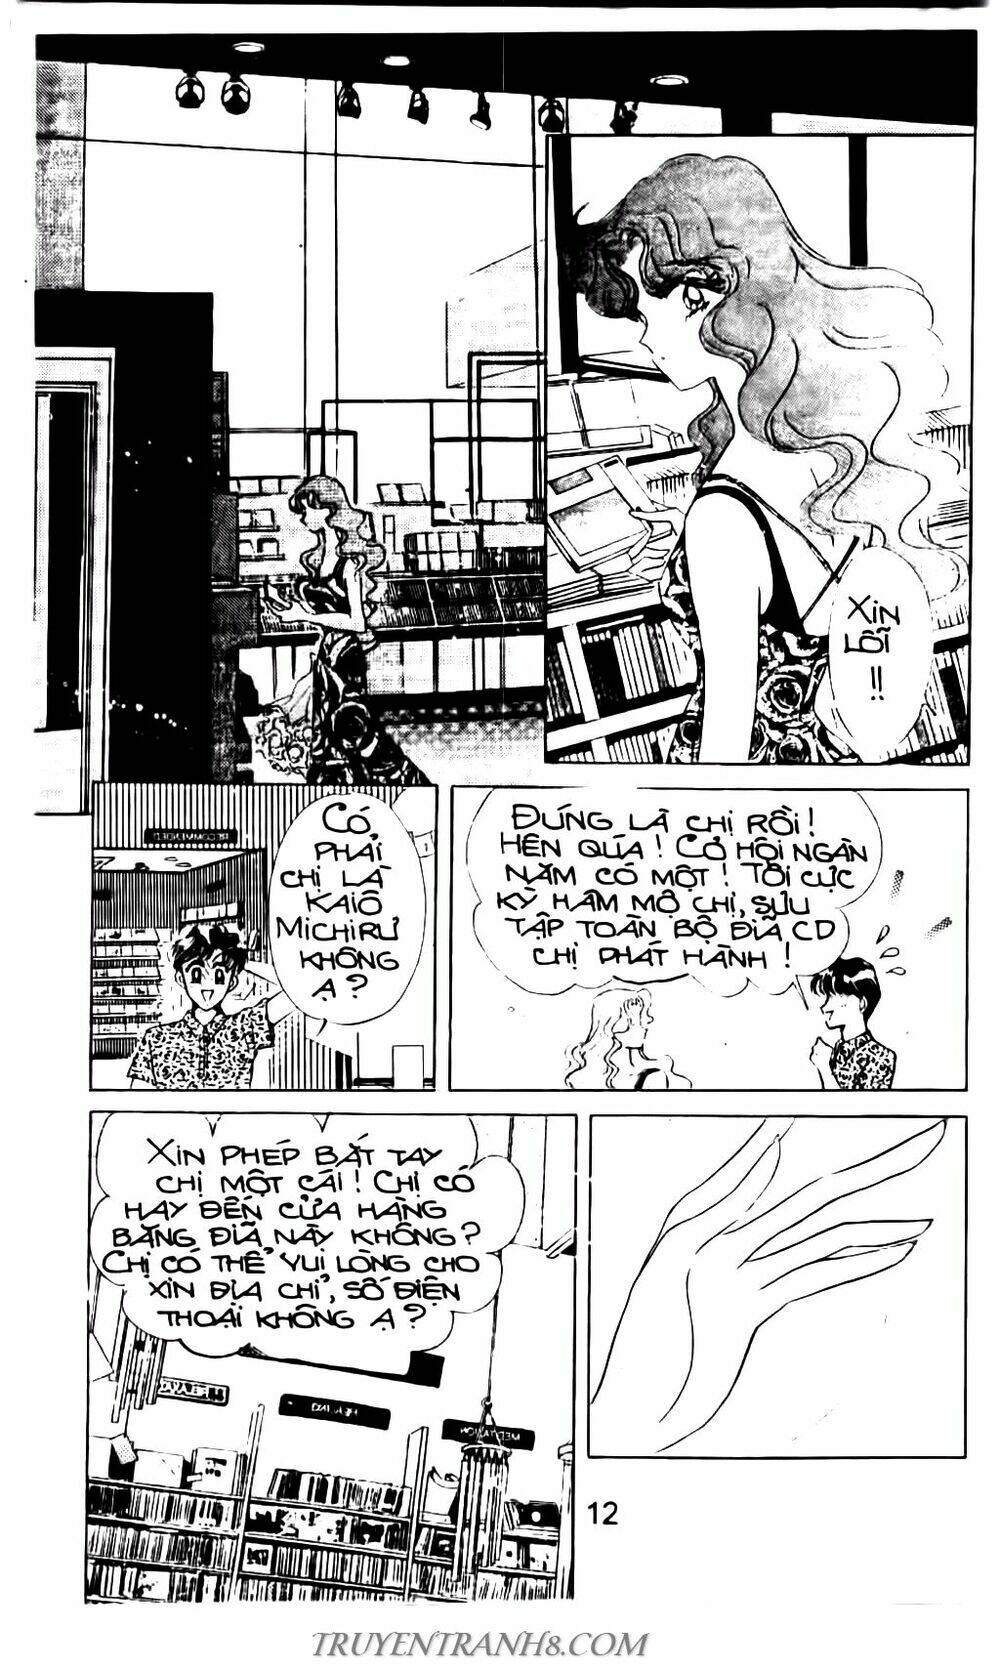 XIN
LỖI
!!
CÓ
PHẢI
CHỊ LÀ
KAIÔ
MICHIRƯ
KHÔNG
Ạ?
ĐÚNG LÀ CHỊ RỒI!
HÊN QÚA! CƠ HỘI NGÀN
NĂM CÓ MỘT! TÔI CỰC
KỲ HÂM MỘ CHỊ, SƯU
TẬP TOÀN BỘ ĐĨA CD
CHỊ PHÁT HÀNH!
XIN PHÉP BẮT TAY
CHỊ MỘT CÁI! CHỊ CÓ
HAY ĐẾN CỬA HÀNG
BĂNG ĐĨA NÀY KHÔNG?
CHỊ CÓ THỂ VUI LÒNG CHO
XIN ĐỊA CHỈ, SỐ ĐIỆN
THOẠI KHÔNG Ạ?
12
TRUYENTRANH8.COM